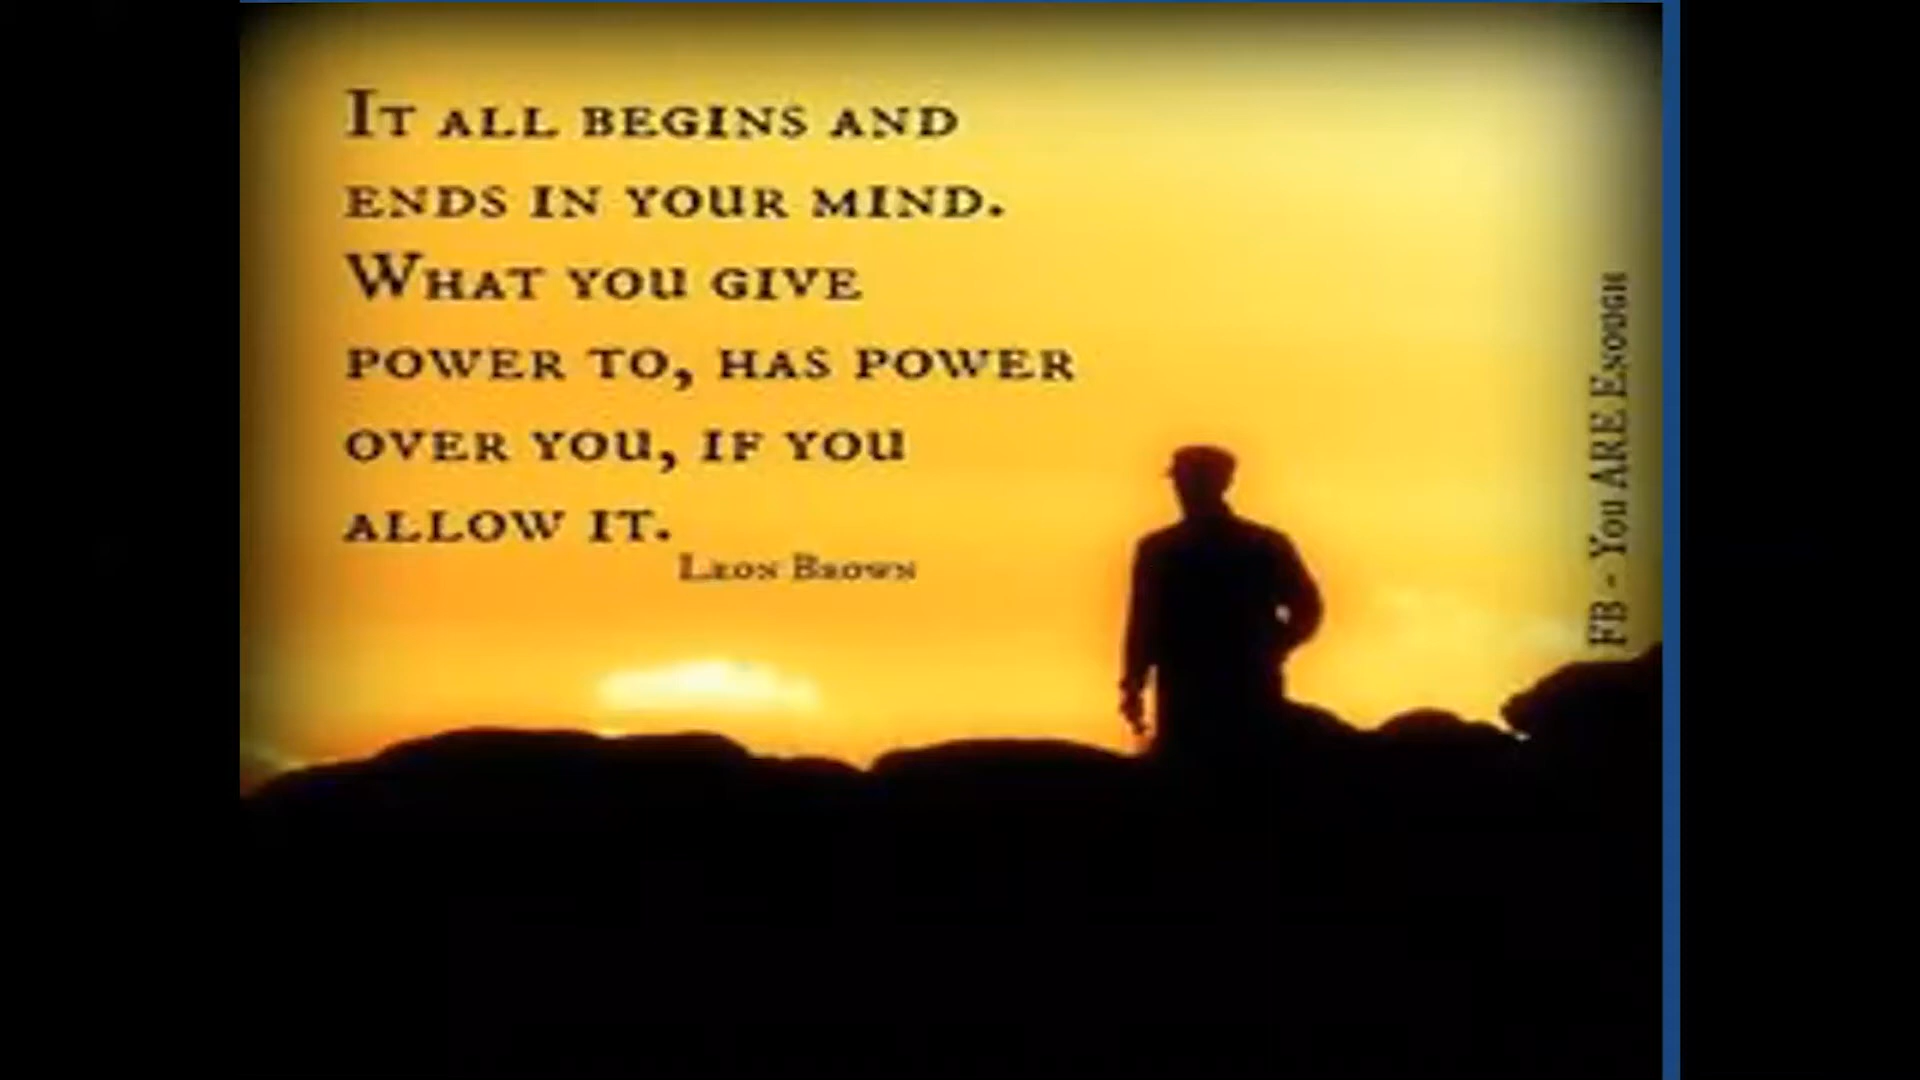 It all begins and
ends in your mind.
What you give
power to, has power
over you, if you
allow it.
Leon Brown
FB - You ARE Enough